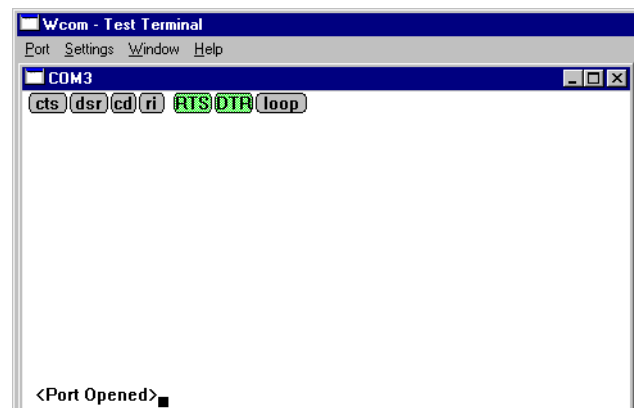 Wcom - Test Terminal
Port Settings Window Help
COM3
cts dsr cd ri RTS DTR loop
<Port Opened>